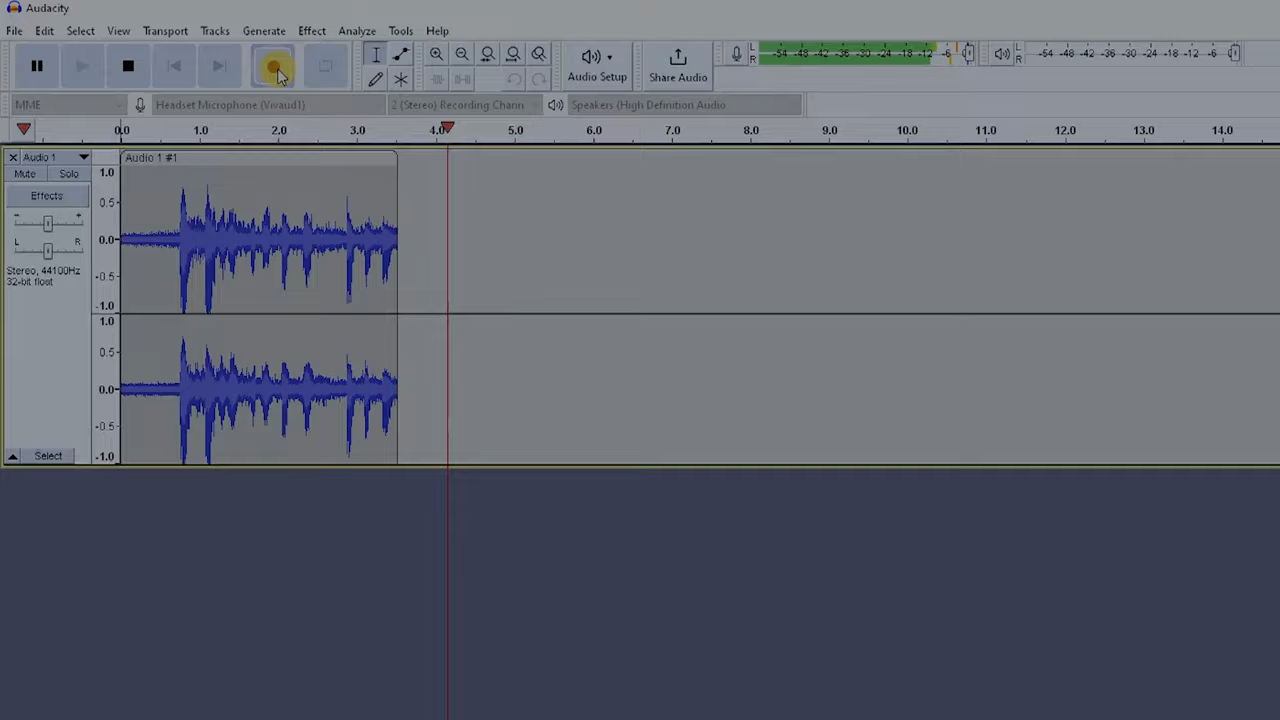 Audacity
File Edit Select View Transport Tracks Generate Effect Analyze Tools Help
L R -54 -48 -42 -36 -30 -24 -18 -12 -6 L R -54 -48 -42 -36 -30 -24 -18 -12 -6
Audio Setup Share Audio
MME Headset Microphone (Vivaud1) 2 (Stereo) Recording Chann Speakers (High Definition Audio
0.0 1.0 2.0 3.0 4.0 5.0 6.0 7.0 8.0 9.0 10.0 11.0 12.0 13.0 14.0
Audio 1 Audio 1 #1
Mute Solo 1.0
Effects 0.5
- +
L R 0.0
Stereo, 44100Hz -0.5
32-bit float
-1.0
1.0
0.5
0.0
-0.5
Select -1.0